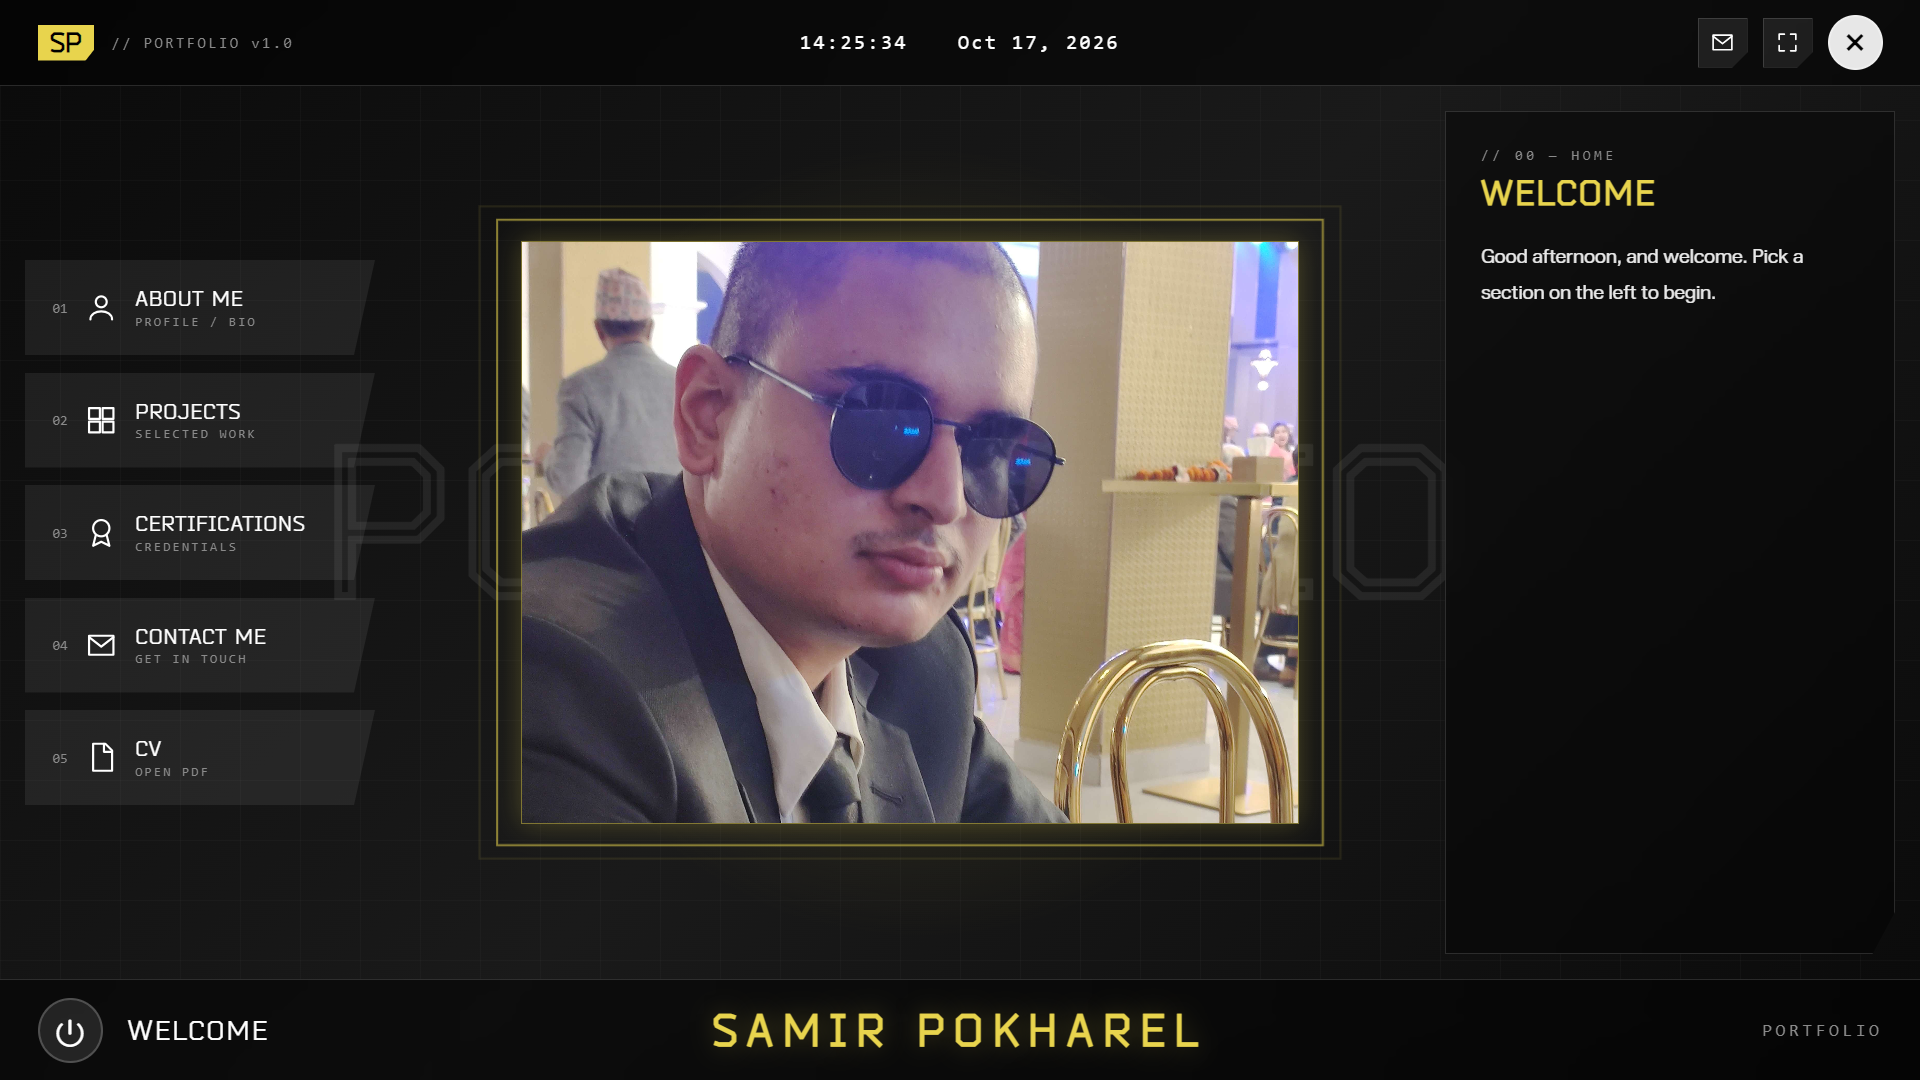 SP
// PORTFOLIO v1.0
14:25:34 Oct 17, 2026
01
ABOUT ME
PROFILE / BIO
02
PROJECTS
SELECTED WORK
03
CERTIFICATIONS
CREDENTIALS
04
CONTACT ME
GET IN TOUCH
05
CV
OPEN PDF
// 00 — HOME
WELCOME
Good afternoon, and welcome. Pick a
section on the left to begin.
WELCOME
SAMIR POKHAREL
PORTFOLIO